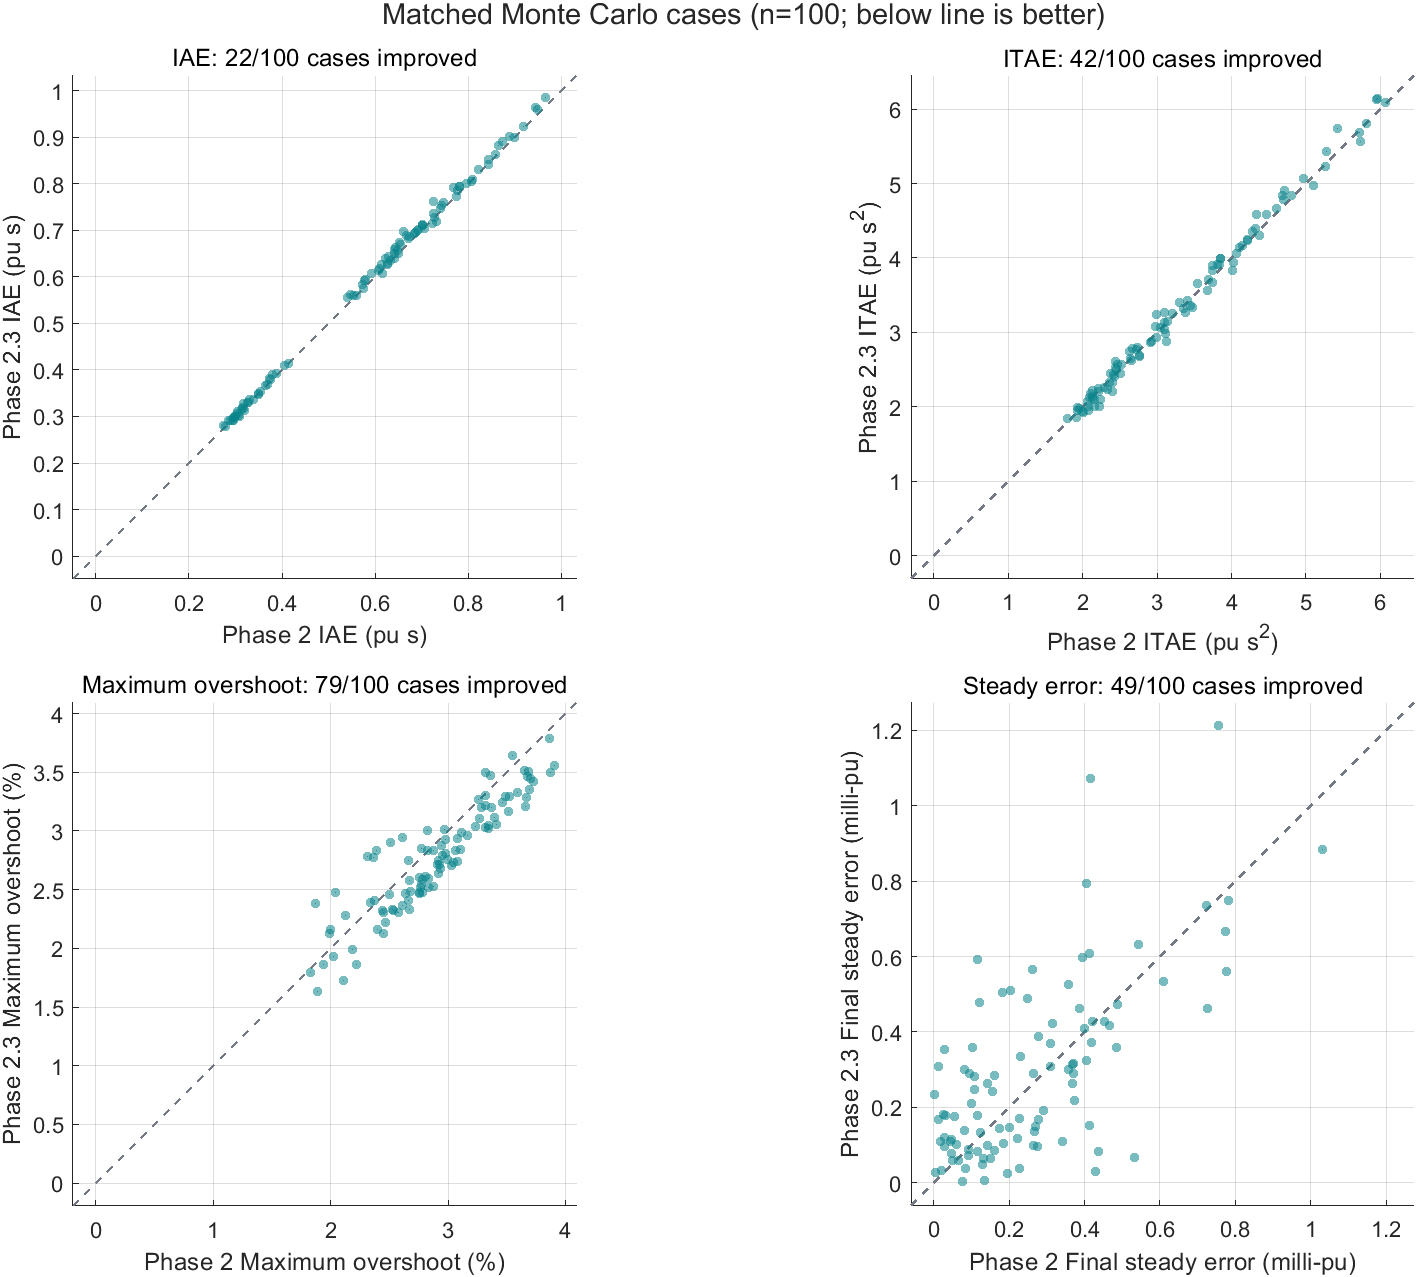 Matched Monte Carlo cases (n=100; below line is better)
IAE: 22/100 cases improved
1
0.9
0.8
0.7
0.6
0.5
0.4
0.3
0.2
0.1
0
Phase 2.3 IAE (pu s)
0 0.2 0.4 0.6 0.8 1
Phase 2 IAE (pu s)
ITAE: 42/100 cases improved
6
5
4
3
2
1
0
Phase 2.3 ITAE (pu s²)
0 1 2 3 4 5 6
Phase 2 ITAE (pu s²)
Maximum overshoot: 79/100 cases improved
4
3.5
3
2.5
2
1.5
1
0.5
0
Phase 2.3 Maximum overshoot (%)
0 1 2 3 4
Phase 2 Maximum overshoot (%)
Steady error: 49/100 cases improved
1.2
1
0.8
0.6
0.4
0.2
0
Phase 2.3 Final steady error (milli-pu)
0 0.2 0.4 0.6 0.8 1 1.2
Phase 2 Final steady error (milli-pu)